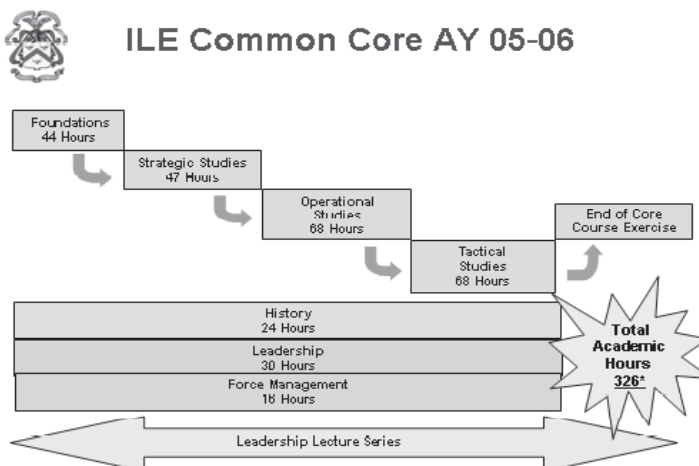 ILE Common Core AY 05-06
Foundations
44 Hours
Strategic Studies
47 Hours
Operational
Studies
68 Hours
Tactical
Studies
68 Hours
End of Core
Course Exercise
History
24 Hours
Leadership
30 Hours
Force Management
16 Hours
Total
Academic
Hours
326*
Leadership Lecture Series